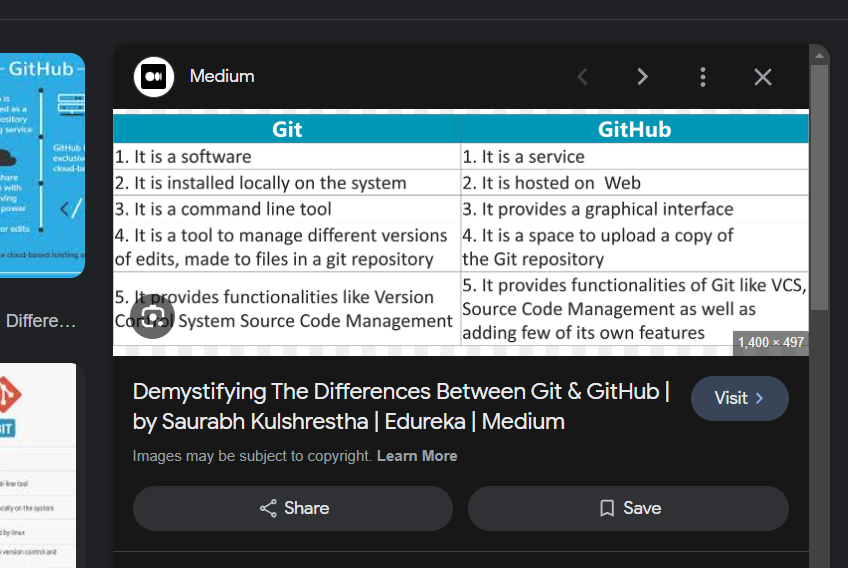 GitHub
Medium
Git
GitHub
1. It is a software
1. It is a service
2. It is installed locally on the system
2. It is hosted on Web
3. It is a command line tool
3. It provides a graphical interface
4. It is a tool to manage different versions
of edits, made to files in a git repository
4. It is a space to upload a copy of
the Git repository
5. It provides functionalities like Version
Control System Source Code Management
5. It provides functionalities of Git like VCS,
Source Code Management as well as
adding few of its own features
1,400 × 497
Differe...
Demystifying The Differences Between Git & GitHub |
by Saurabh Kulshrestha | Edureka | Medium
Visit
Images may be subject to copyright. Learn More
Share
Save